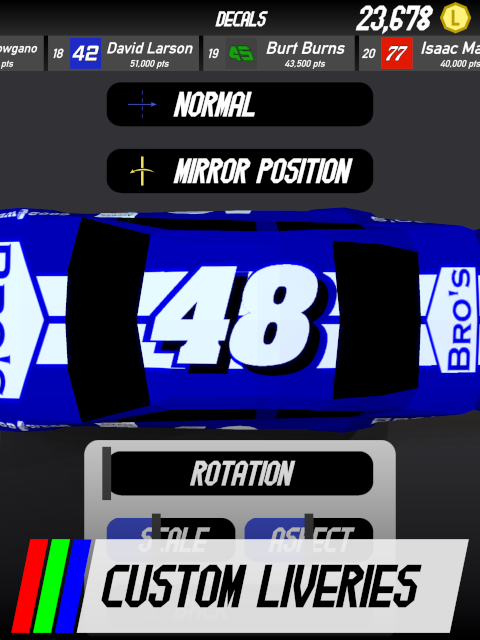 DECALS
23,678 L
owgano
pts
18 42 David Larson
51,000 pts
19 45 Burt Burns
43,500 pts
20 77 Isaac Ma
40,000 pts
NORMAL
MIRROR POSITION
48
BRO'S
ROTATION
SCALE
ASPECT
CUSTOM LIVERIES